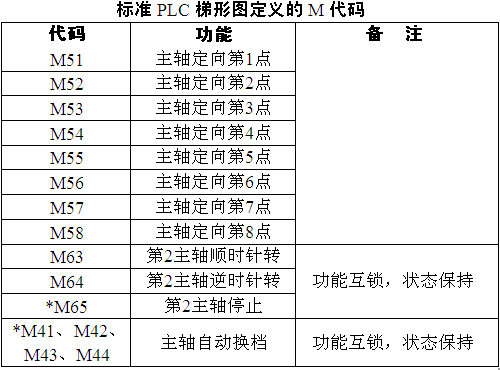 标准 PLC 梯形图定义的 M 代码
代码 功能 备 注
M51 主轴定向第1点
M52 主轴定向第2点
M53 主轴定向第3点
M54 主轴定向第4点
M55 主轴定向第5点
M56 主轴定向第6点
M57 主轴定向第7点
M58 主轴定向第8点
M63 第2主轴顺时针转
M64 第2主轴逆时针转 功能互锁，状态保持
*M65 第2主轴停止
*M41、M42、
M43、M44 主轴自动换档 功能互锁，状态保持